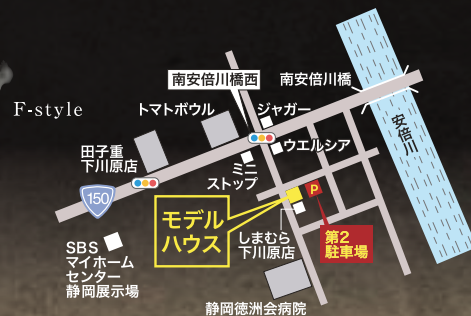 南安倍川橋西
南安倍川橋
F-style
トマトボウル
ジャガー
安倍川
田子重
下川原店
ウエルシア
ミニ
ストップ
150
P
モデル
ハウス
しまむら
下川原店
第2
駐車場
SBS
マイホーム
センター
静岡展示場
静岡徳洲会病院